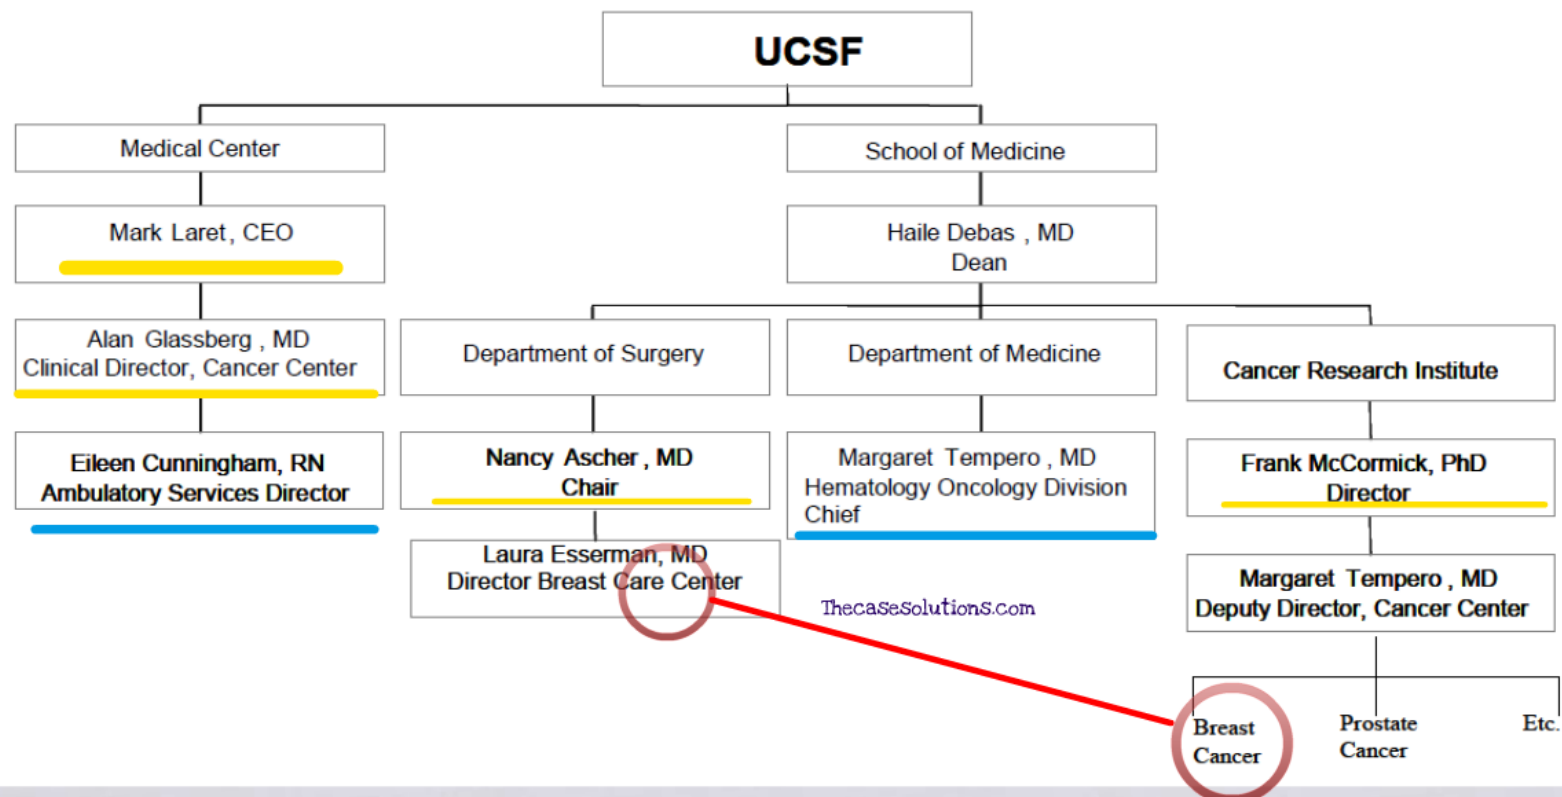 UCSF
Medical Center
School of Medicine
Mark Laret, CEO
Haile Debas, MD
Dean
Alan Glassberg, MD
Clinical Director, Cancer Center
Department of Surgery
Department of Medicine
Cancer Research Institute
Eileen Cunningham, RN
Ambulatory Services Director
Nancy Ascher, MD
Chair
Margaret Tempero, MD
Hematology Oncology Division
Chief
Frank McCormick, PhD
Director
Laura Esserman, MD
Director Breast Care Center
Thecasesolutions.com
Margaret Tempero, MD
Deputy Director, Cancer Center
Breast
Cancer
Prostate
Cancer
Etc.